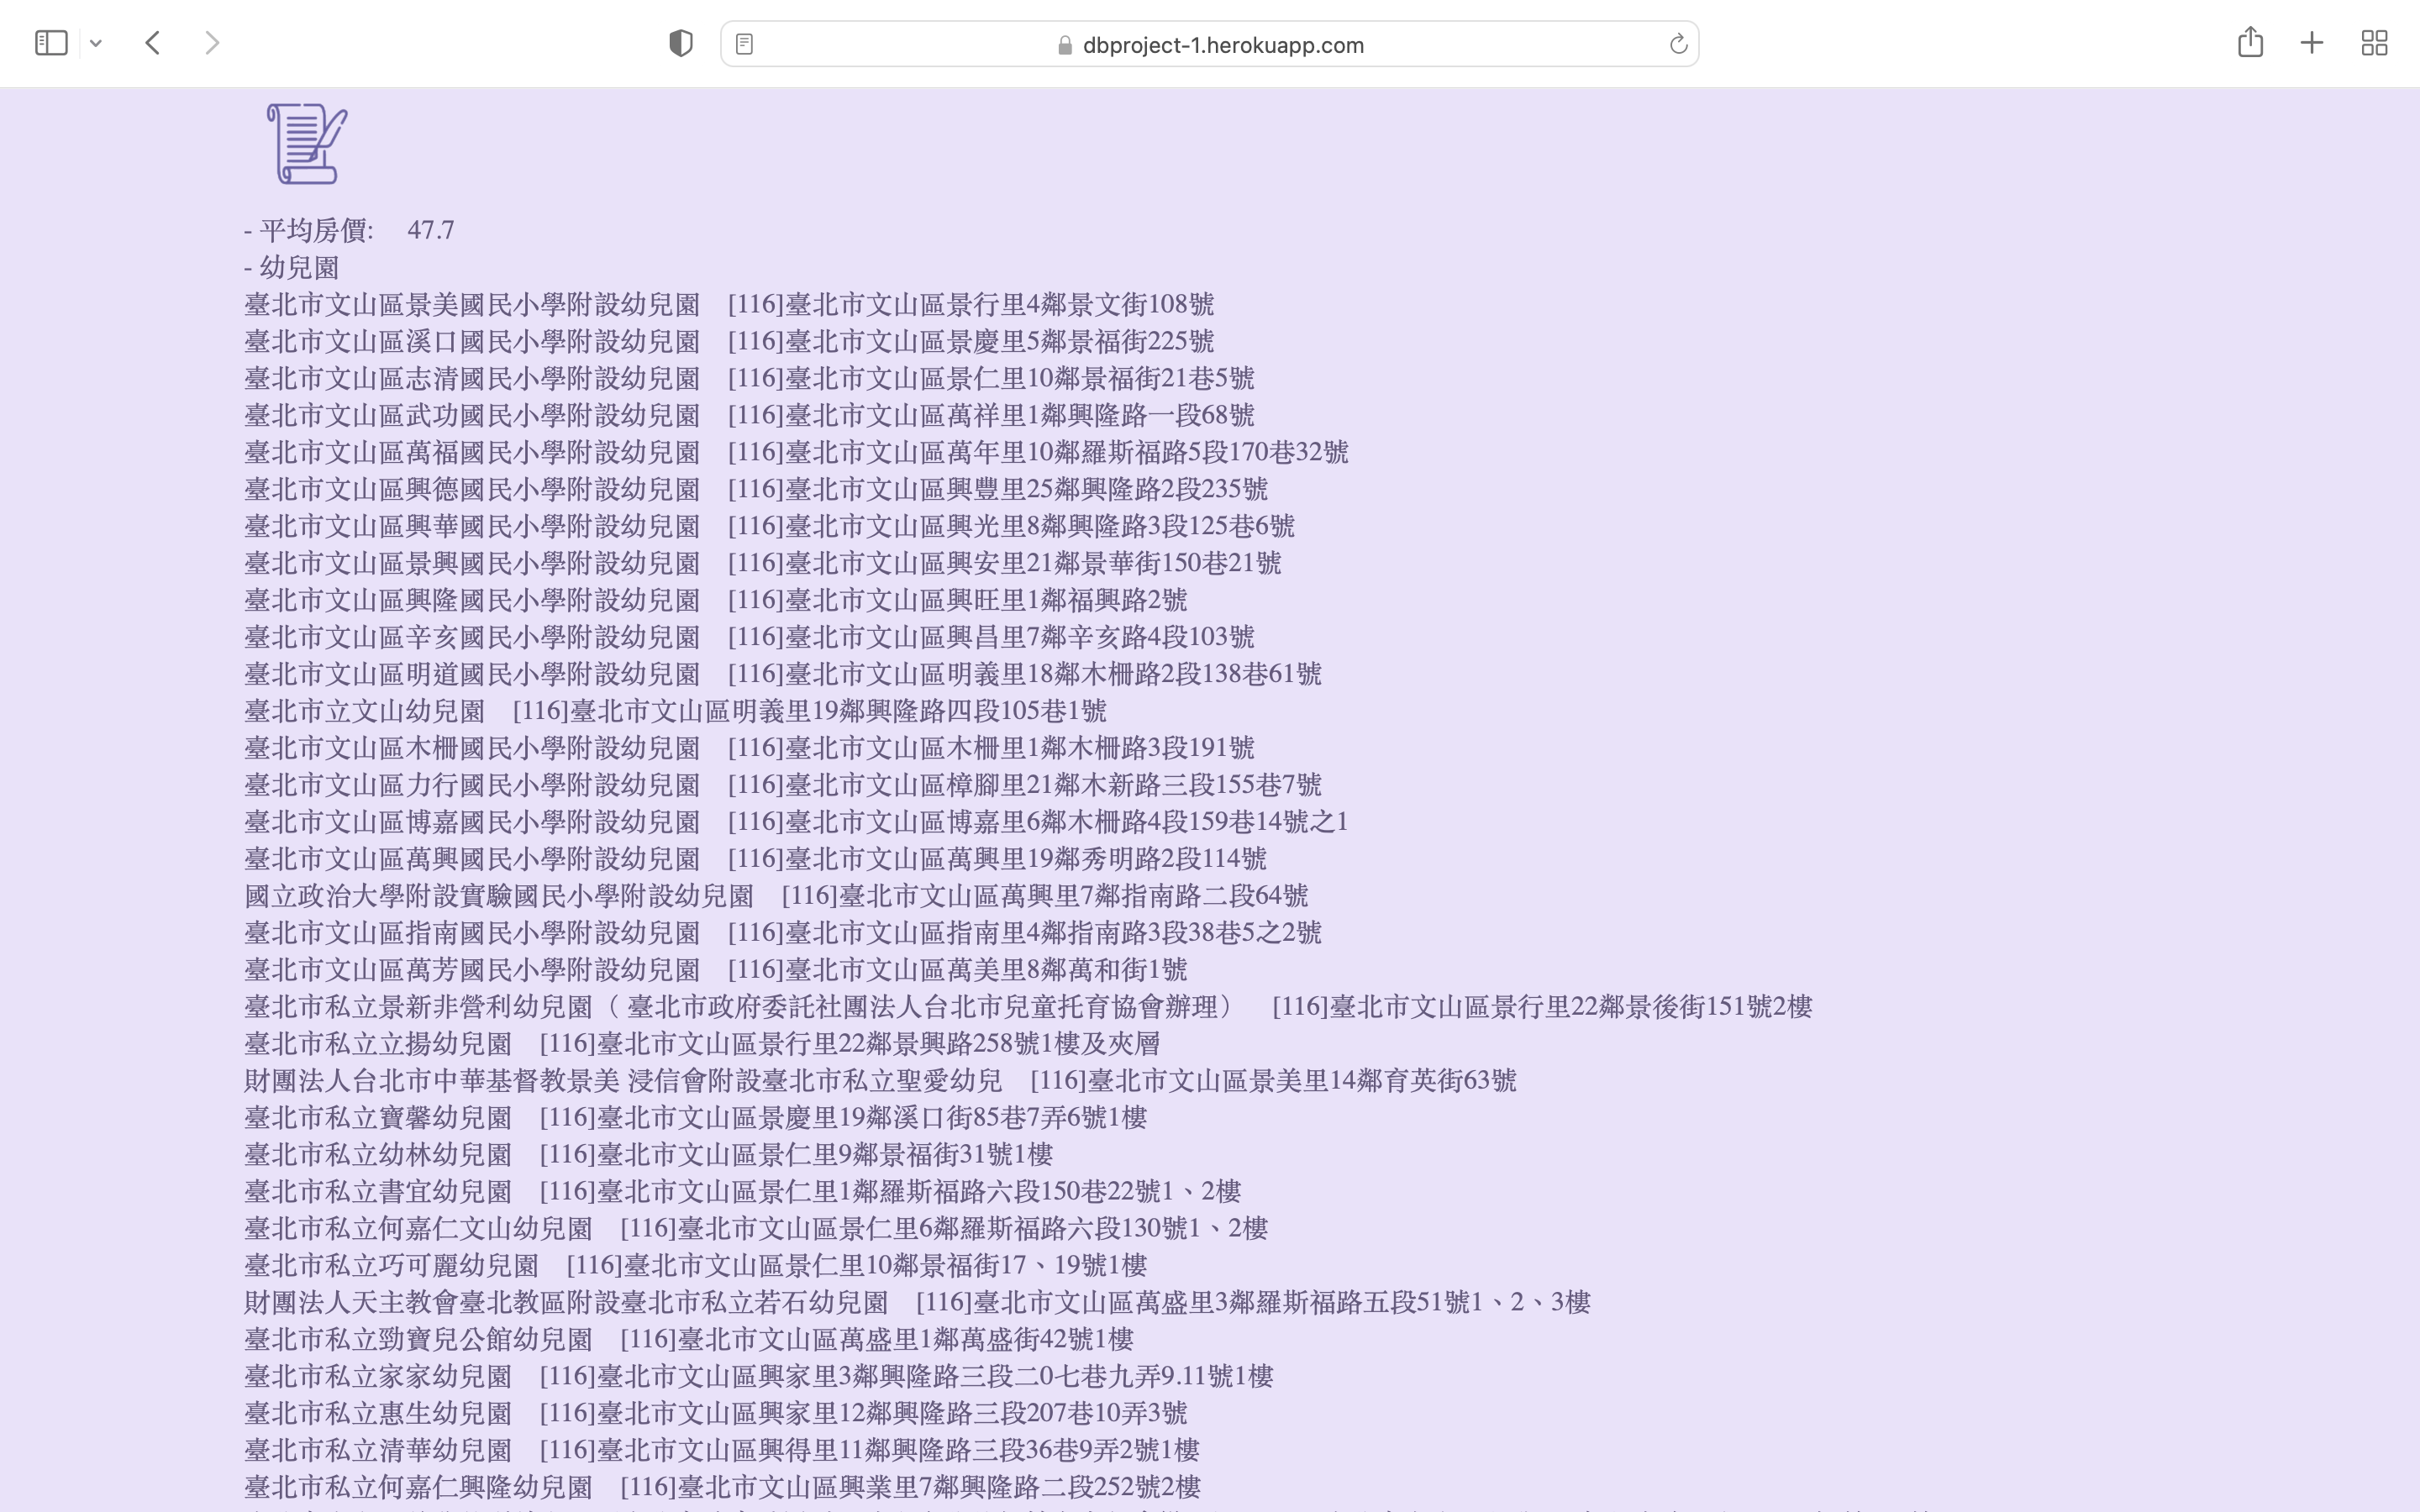 dbproject-1.herokuapp.com
- 平均房價: 47.7
- 幼兒園
臺北市文山區景美國民小學附設幼兒園 [116]臺北市文山區景行里4鄰景文街108號
臺北市文山區溪口國民小學附設幼兒園 [116]臺北市文山區景慶里5鄰景福街225號
臺北市文山區志清國民小學附設幼兒園 [116]臺北市文山區景仁里10鄰景福街21巷5號
臺北市文山區武功國民小學附設幼兒園 [116]臺北市文山區萬祥里1鄰興隆路一段68號
臺北市文山區萬福國民小學附設幼兒園 [116]臺北市文山區萬年里10鄰羅斯福路5段170巷32號
臺北市文山區興德國民小學附設幼兒園 [116]臺北市文山區興豐里25鄰興隆路2段235號
臺北市文山區興華國民小學附設幼兒園 [116]臺北市文山區興光里8鄰興隆路3段125巷6號
臺北市文山區景興國民小學附設幼兒園 [116]臺北市文山區興安里21鄰景華街150巷21號
臺北市文山區興隆國民小學附設幼兒園 [116]臺北市文山區興旺里1鄰福興路2號
臺北市文山區辛亥國民小學附設幼兒園 [116]臺北市文山區興昌里7鄰辛亥路4段103號
臺北市文山區明道國民小學附設幼兒園 [116]臺北市文山區明義里18鄰木柵路2段138巷61號
臺北市立文山幼兒園 [116]臺北市文山區明義里19鄰興隆路四段105巷1號
臺北市文山區木柵國民小學附設幼兒園 [116]臺北市文山區木柵里1鄰木柵路3段191號
臺北市文山區力行國民小學附設幼兒園 [116]臺北市文山區樟腳里21鄰木新路三段155巷7號
臺北市文山區博嘉國民小學附設幼兒園 [116]臺北市文山區博嘉里6鄰木柵路4段159巷14號之1
臺北市文山區萬興國民小學附設幼兒園 [116]臺北市文山區萬興里19鄰秀明路2段114號
國立政治大學附設實驗國民小學附設幼兒園 [116]臺北市文山區萬興里7鄰指南路二段64號
臺北市文山區指南國民小學附設幼兒園 [116]臺北市文山區指南里4鄰指南路3段38巷5之2號
臺北市文山區萬芳國民小學附設幼兒園 [116]臺北市文山區萬美里8鄰萬和街1號
臺北市私立景新非營利幼兒園（ 臺北市政府委託社團法人台北市兒童托育協會辦理） [116]臺北市文山區景行里22鄰景後街151號2樓
臺北市私立立揚幼兒園 [116]臺北市文山區景行里22鄰景興路258號1樓及夾層
財團法人台北市中華基督教景美 浸信會附設臺北市私立聖愛幼兒 [116]臺北市文山區景美里14鄰育英街63號
臺北市私立寶馨幼兒園 [116]臺北市文山區景慶里19鄰溪口街85巷7弄6號1樓
臺北市私立幼林幼兒園 [116]臺北市文山區景仁里9鄰景福街31號1樓
臺北市私立書宜幼兒園 [116]臺北市文山區景仁里1鄰羅斯福路六段150巷22號1、2樓
臺北市私立何嘉仁文山幼兒園 [116]臺北市文山區景仁里6鄰羅斯福路六段130號1、2樓
臺北市私立巧可麗幼兒園 [116]臺北市文山區景仁里10鄰景福街17、19號1樓
財團法人天主教會臺北教區附設臺北市私立若石幼兒園 [116]臺北市文山區萬盛里3鄰羅斯福路五段51號1、2、3樓
臺北市私立勁寶兒公館幼兒園 [116]臺北市文山區萬盛里1鄰萬盛街42號1樓
臺北市私立家家幼兒園 [116]臺北市文山區興家里3鄰興隆路三段二0七巷九弄9.11號1樓
臺北市私立惠生幼兒園 [116]臺北市文山區興家里12鄰興隆路三段207巷10弄3號
臺北市私立清華幼兒園 [116]臺北市文山區興得里11鄰興隆路三段36巷9弄2號1樓
臺北市私立何嘉仁興隆幼兒園 [116]臺北市文山區興業里7鄰興隆路二段252號2樓